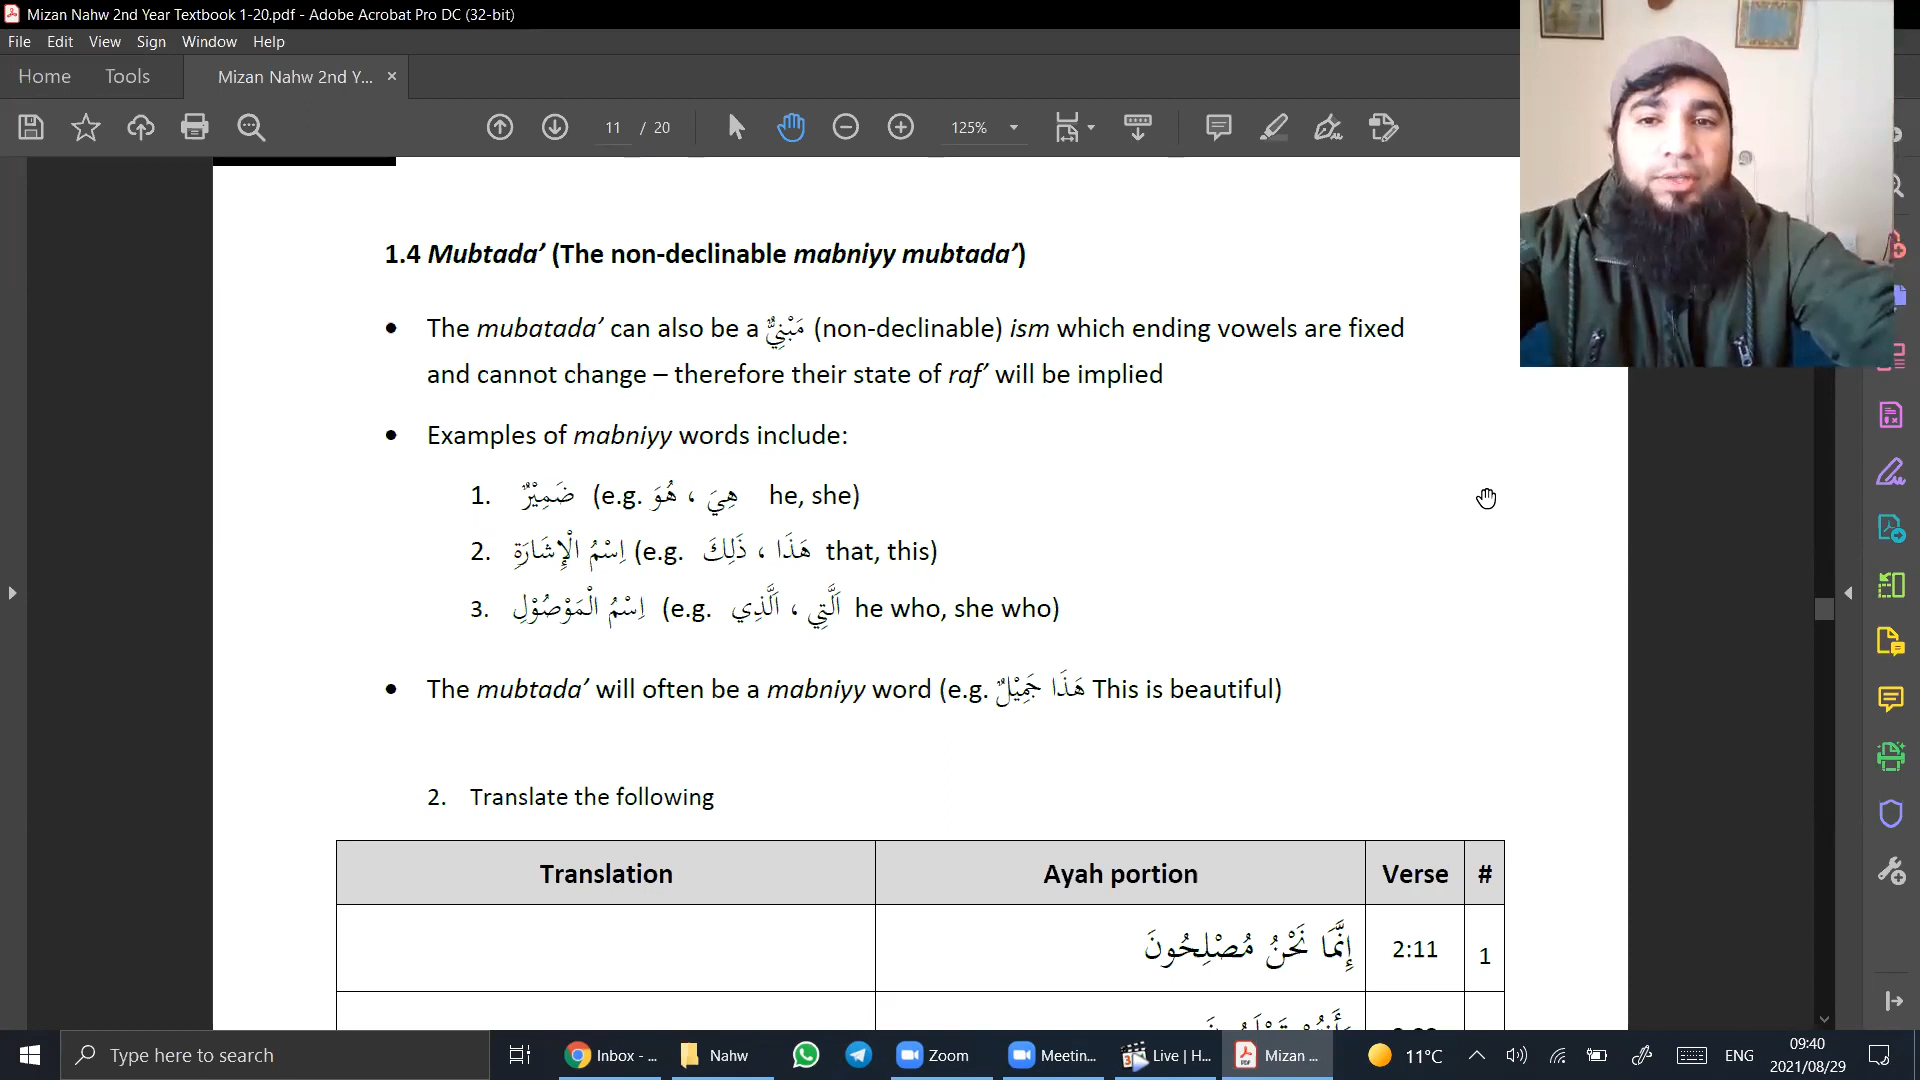 Mizan Nahw 2nd Year Textbook 1-20.pdf - Adobe Acrobat Pro DC (32-bit)
File Edit View Sign Window Help
Home Tools Mizan Nahw 2nd Y... ×
11 / 20 125%
1.4 Mubtada’ (The non-declinable mabniyy mubtada’)
• The mubatada’ can also be a مَبْنِيٌّ (non-declinable) ism which ending vowels are fixed
and cannot change – therefore their state of raf’ will be implied
• Examples of mabniyy words include:
1. ضَمِيْرٌ (e.g. هِيَ ، هُوَ he, she)
2. اِسْمُ الْإِشَارَةِ (e.g. هَذَا ، ذَلِكَ that, this)
3. اِسْمُ الْمَوْصُوْلِ (e.g. اَلَّتِي ، اَلَّذِي he who, she who)
• The mubtada’ will often be a mabniyy word (e.g. هَذَا جَمِيْلٌ This is beautiful)
2. Translate the following
Translation Ayah portion Verse #
إِنَّمَا نَحْنُ مُصْلِحُونَ 2:11 1
Type here to search Inbox - ... Nahw Zoom Meetin... Live | H... Mizan ... 11°C ENG 09:40
2021/08/29